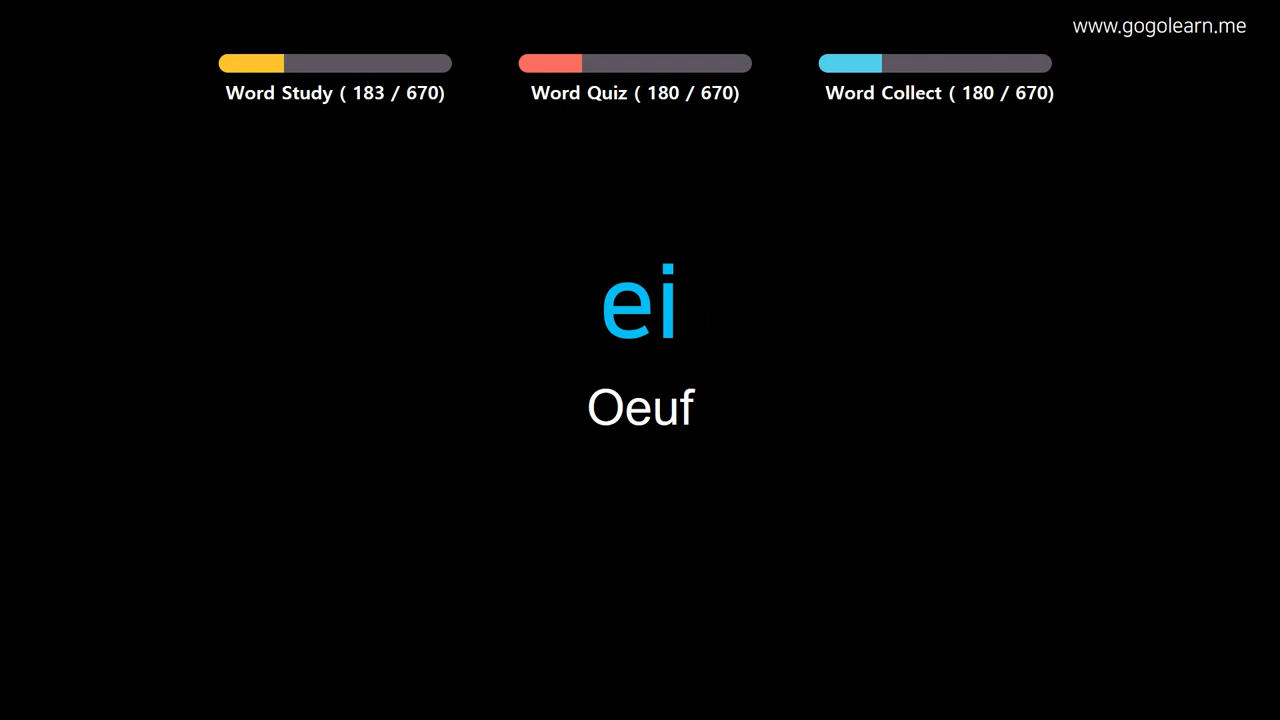 www.gogolearn.me
Word Study ( 183 / 670)
Word Quiz ( 180 / 670)
Word Collect ( 180 / 670)
ei
Oeuf